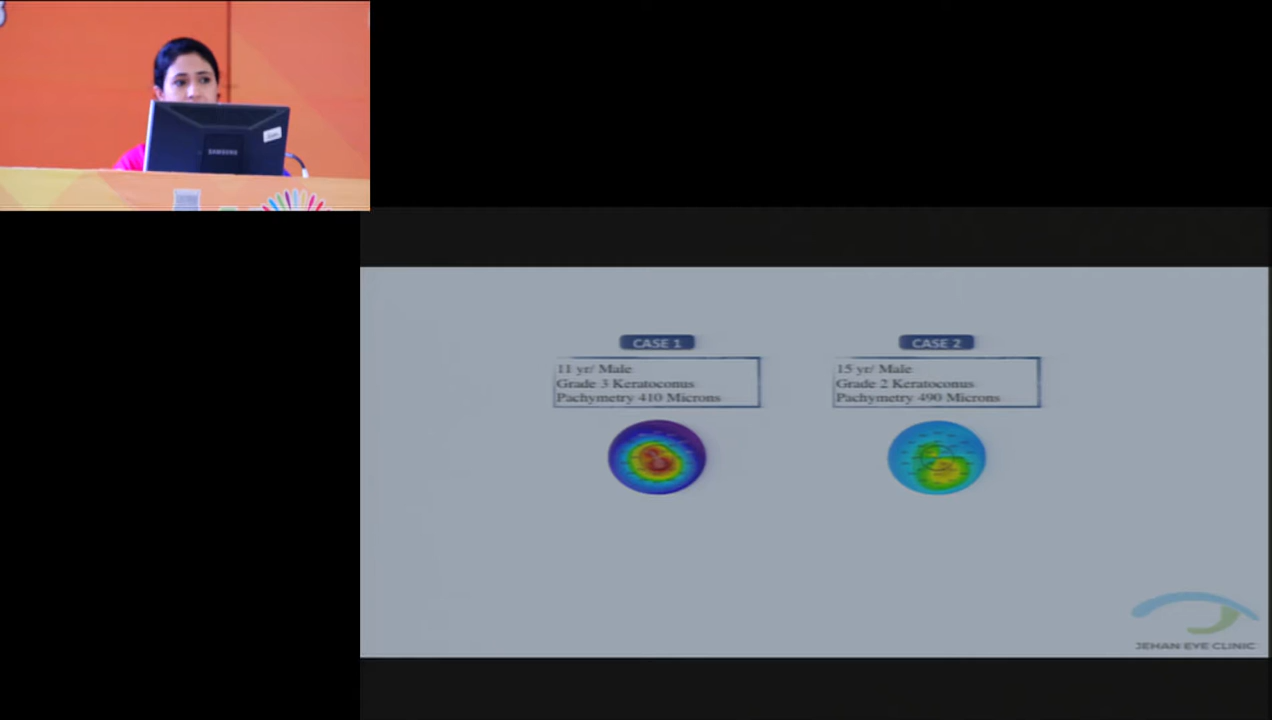 SAMSUNG
CASE 1
11 yr/ Male
Grade 3 Keratoconus
Pachymetry 410 Microns
CASE 2
15 yr/ Male
Grade 2 Keratoconus
Pachymetry 490 Microns
JEHAN EYE CLINIC